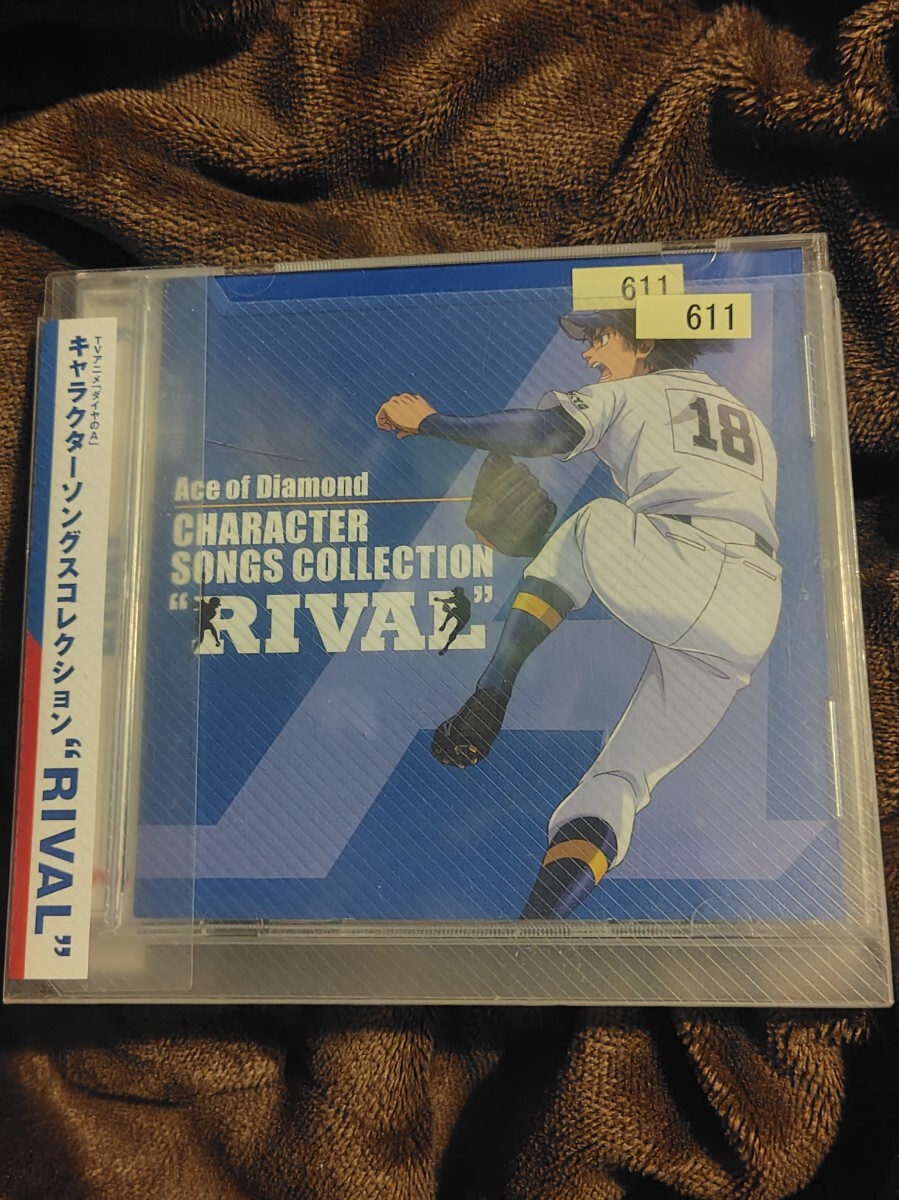 TVアニメ「ダイヤのA」
キャラクターソングスコレクション“RIVAL”
611
611
18
Ace of Diamond
CHARACTER
SONGS COLLECTION
“RIVAL”